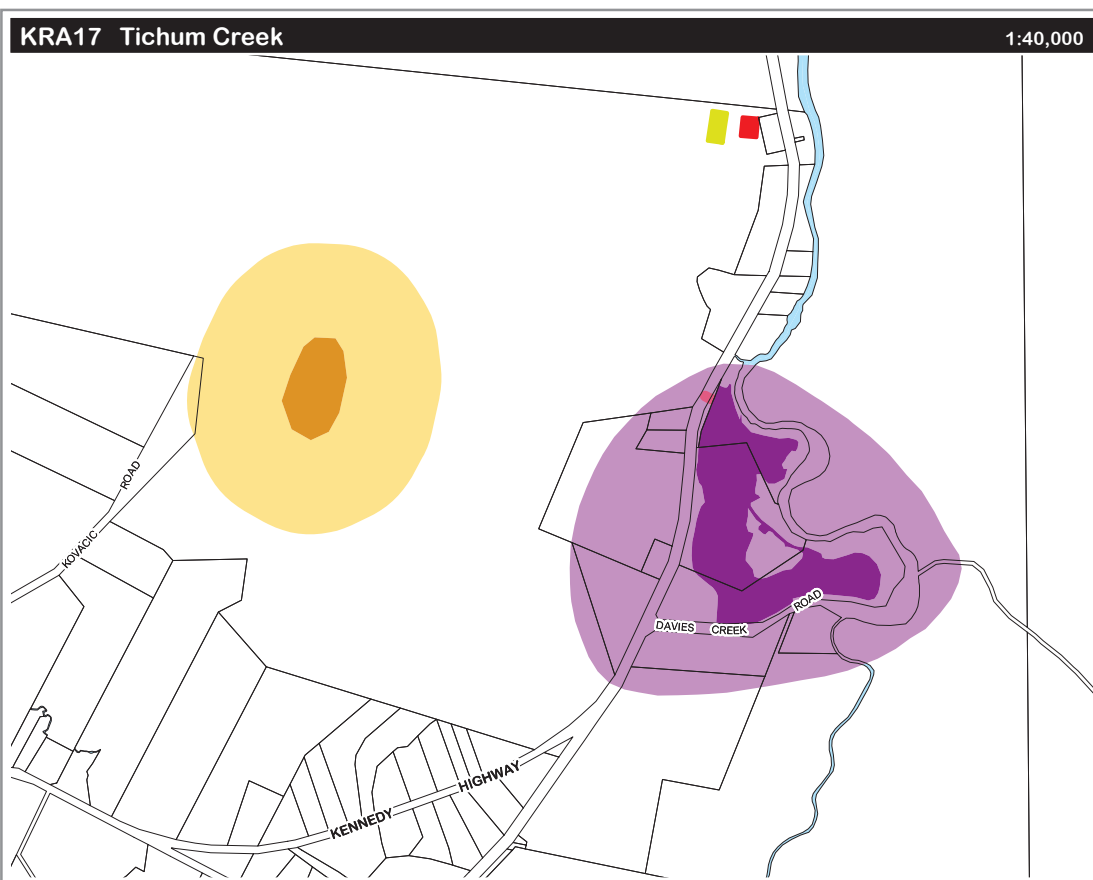 KRA17 Tichum Creek
1:40,000
KOVACIC ROAD
DAVIES CREEK ROAD
KENNEDY HIGHWAY